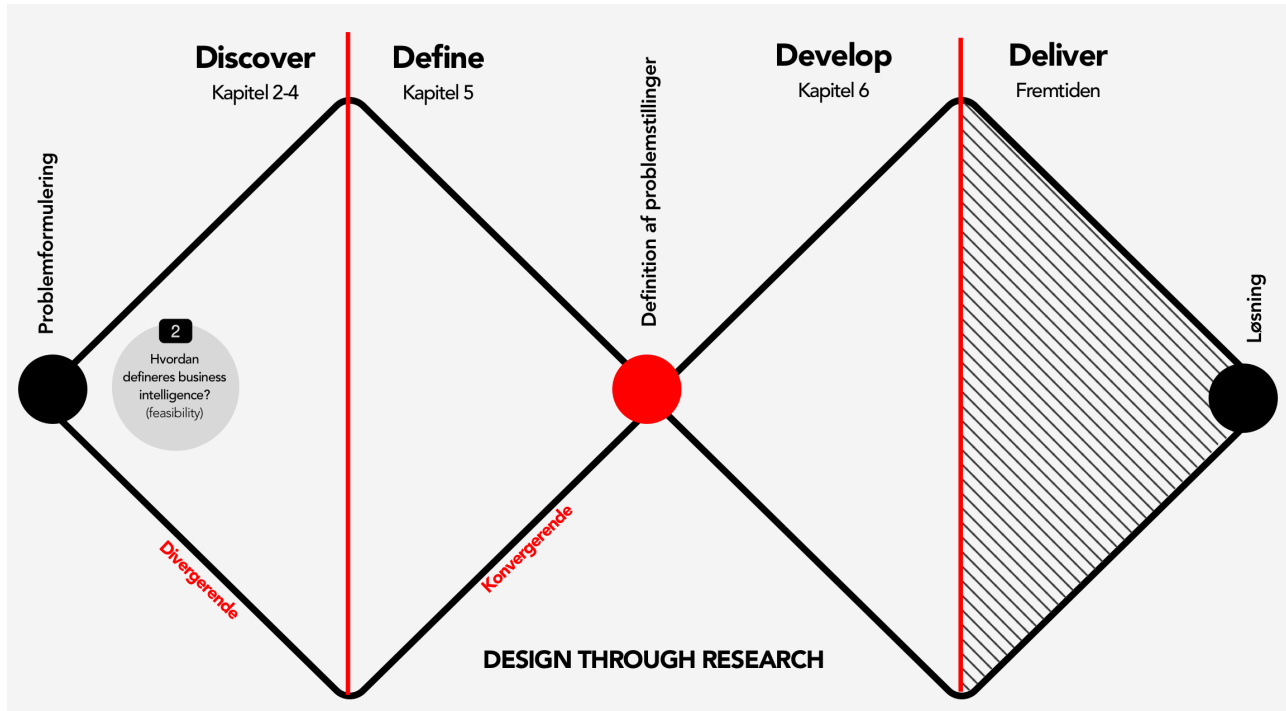 Discover
Kapitel 2-4
Define
Kapitel 5
Develop
Kapitel 6
Deliver
Fremtiden
Problemformulering
Definition af problemstillinger
Løsning
2
Hvordan
defineres business
intelligence?
(feasibility)
Divergerende
Konvergerende
DESIGN THROUGH RESEARCH